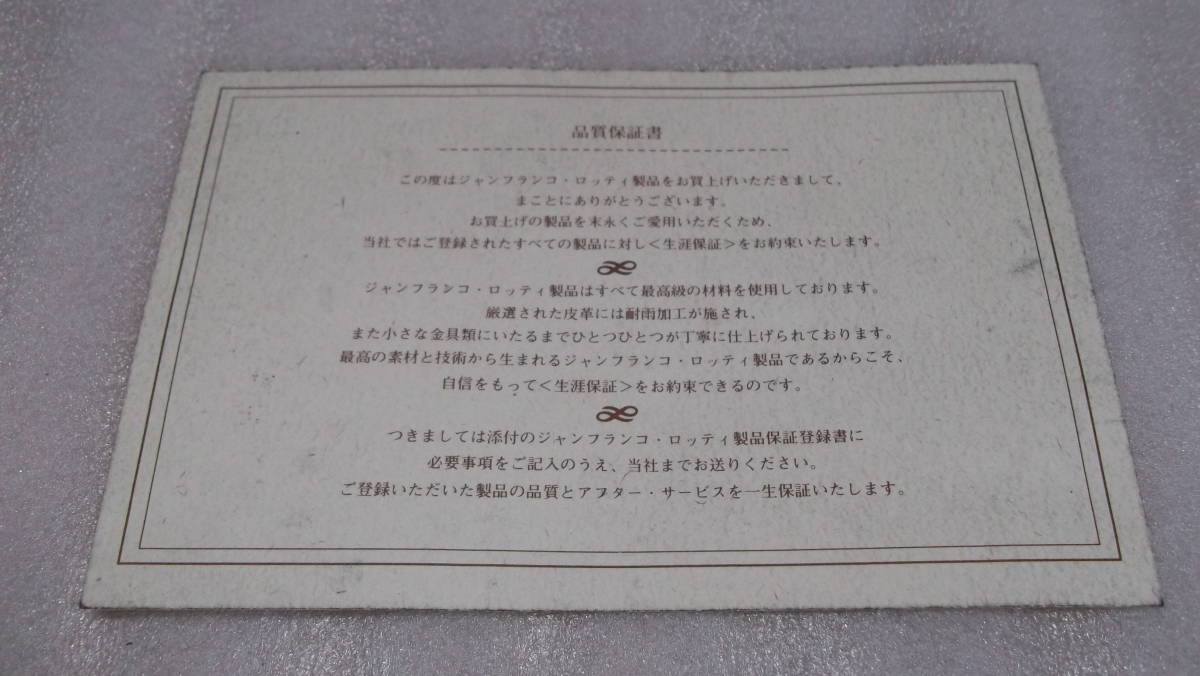 品質保証書
この度はジャンフランコ・ロッティ製品をお買上げいただきまして、
まことにありがとうございます。
お買上げの製品を末永くご愛用いただくため、
当社ではご登録されたすべての製品に対し＜生涯保証＞をお約束いたします。
ジャンフランコ・ロッティ製品はすべて最高級の材料を使用しております。
厳選された皮革には耐雨加工が施され、
また小さな金具類にいたるまでひとつひとつが丁寧に仕上げられております。
最高の素材と技術から生まれるジャンフランコ・ロッティ製品であるからこそ、
自信をもって＜生涯保証＞をお約束できるのです。
つきましては添付のジャンフランコ・ロッティ製品保証登録書に
必要事項をご記入のうえ、当社までお送りください。
ご登録いただいた製品の品質とアフター・サービスを一生保証いたします。